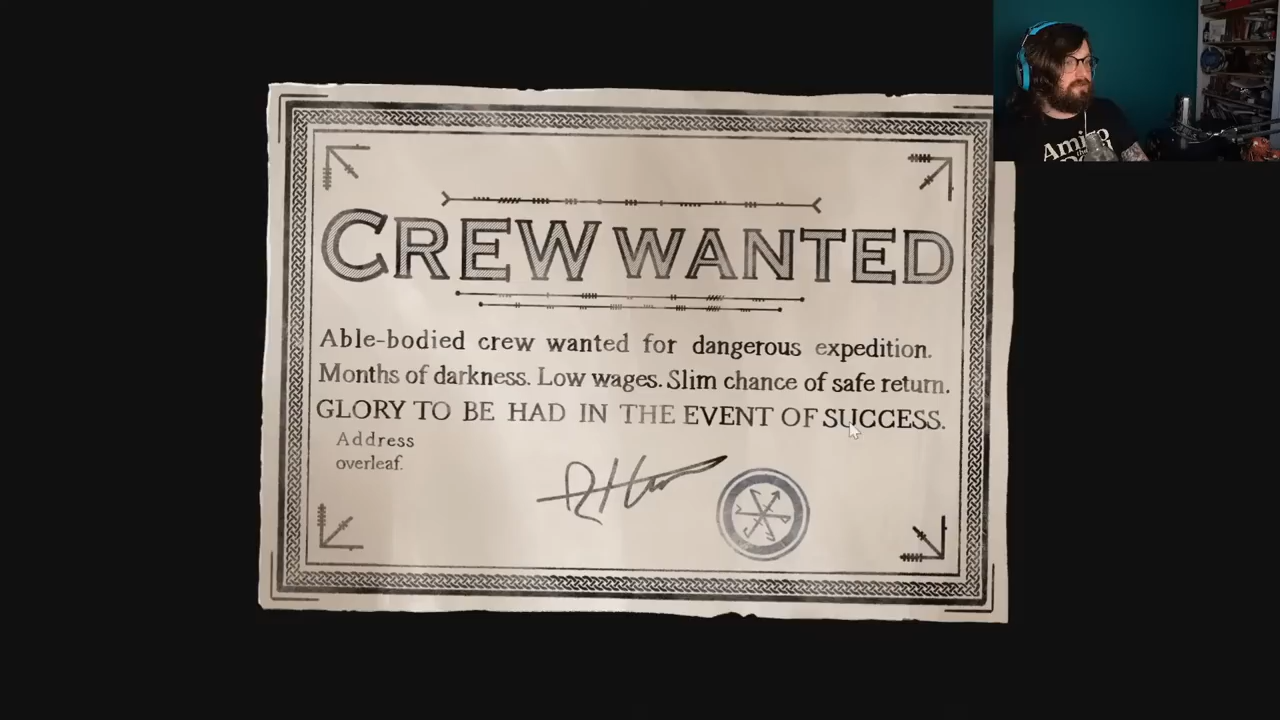 CREW WANTED
Able-bodied crew wanted for dangerous expedition.
Months of darkness. Low wages. Slim chance of safe return.
GLORY TO BE HAD IN THE EVENT OF SUCCESS.
Address
overleaf.